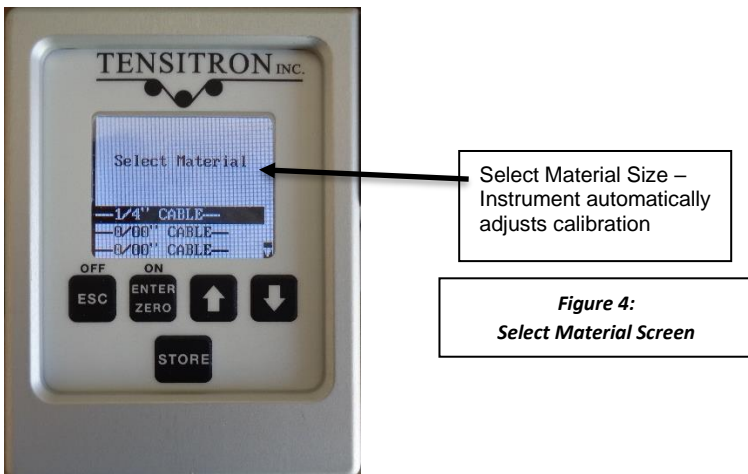 TENSITRON INC.
Select Material
—1/4" CABLE—
—0/00" CABLE—
—0/00" CABLE—
OFF ON
ESC
ENTER
ZERO
STORE
Select Material Size –
Instrument automatically
adjusts calibration
Figure 4:
Select Material Screen